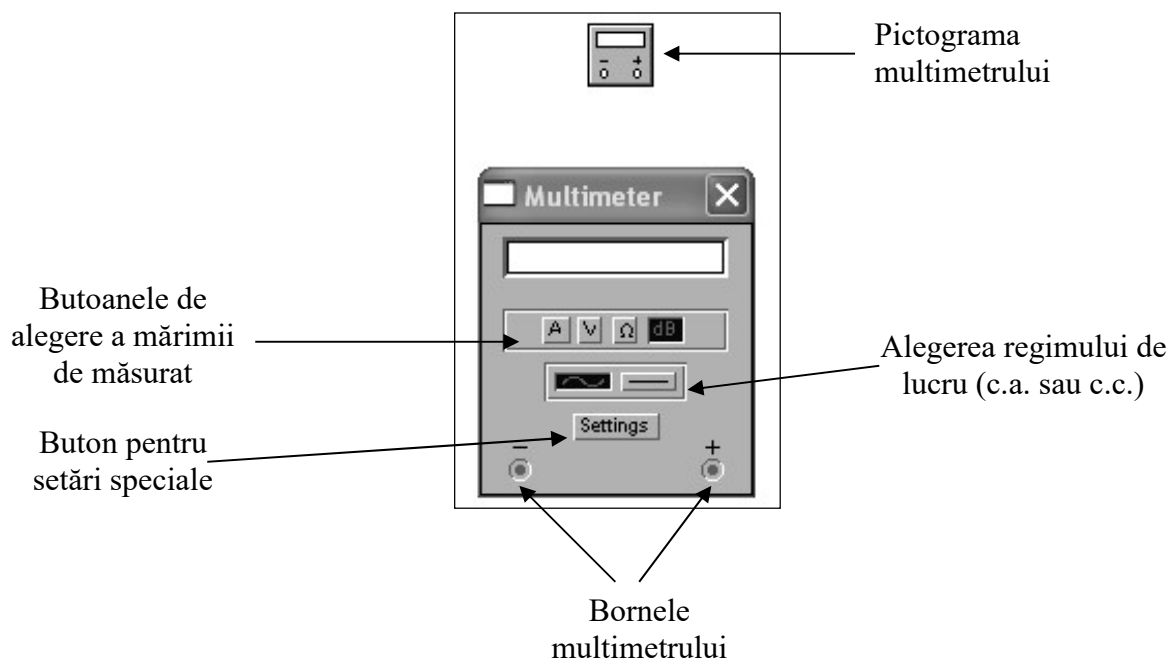 Pictograma
multimetrului
- +
Multimeter
Butoanele de
alegere a mărimii
de măsurat
A V Ω dB
Alegerea regimului de
lucru (c.a. sau c.c.)
Settings
Buton pentru
setări speciale
- +
Bornele
multimetrului